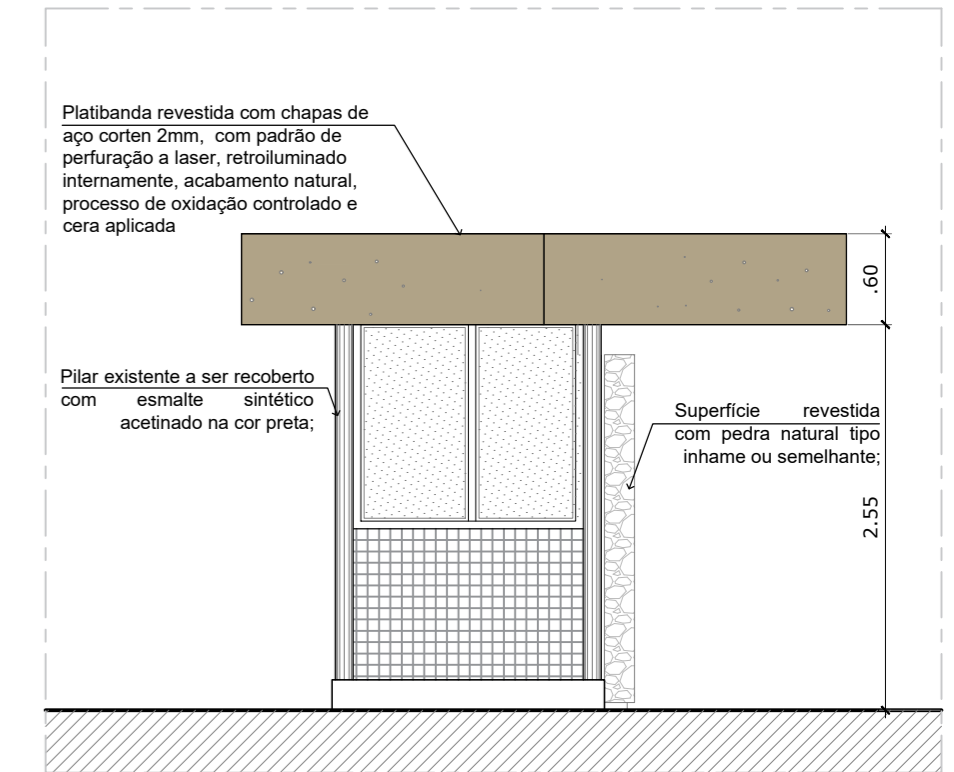 Platibanda revestida com chapas de
aço corten 2mm, com padrão de
perfuração a laser, retroiluminado
internamente, acabamento natural,
processo de oxidação controlado e
cera aplicada
.60
Pilar existente a ser recoberto
com esmalte sintético
acetinado na cor preta;
Superfície revestida
com pedra natural tipo
inhame ou semelhante;
2.55